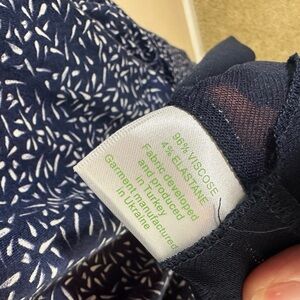 96% VISCOSE
4% ELASTANE
Fabric developed
and produced
in Turkey
Garment manufactured
in Ukraine